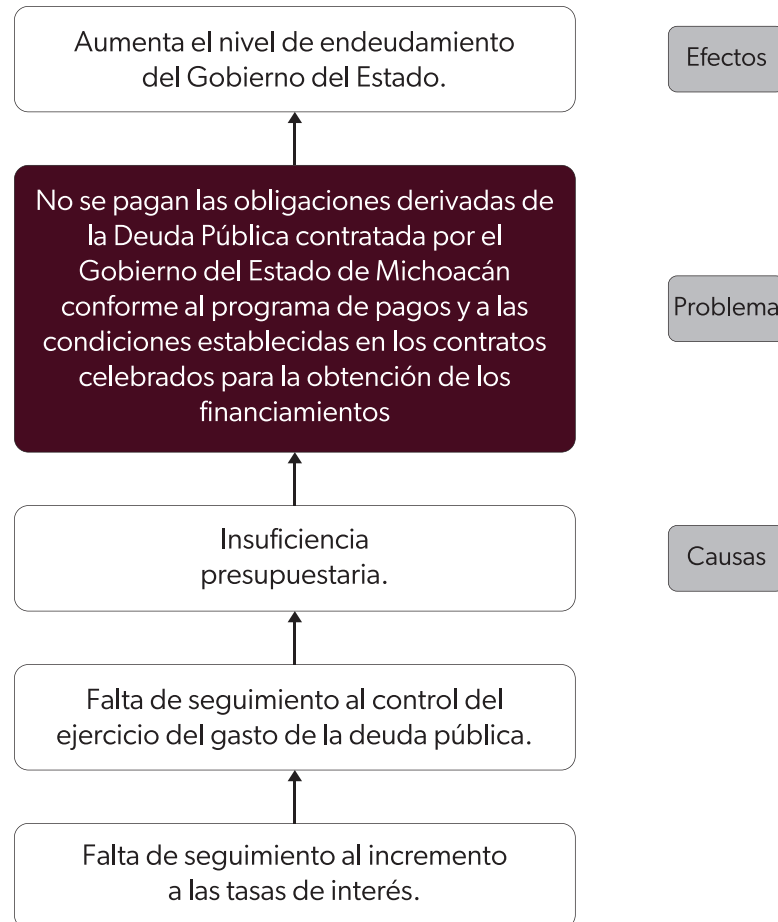 Aumenta el nivel de endeudamiento
del Gobierno del Estado.
Efectos
No se pagan las obligaciones derivadas de
la Deuda Pública contratada por el
Gobierno del Estado de Michoacán
conforme al programa de pagos y a las
condiciones establecidas en los contratos
celebrados para la obtención de los
financiamientos
Problema
Insuficiencia
presupuestaria.
Causas
Falta de seguimiento al control del
ejercicio del gasto de la deuda pública.
Falta de seguimiento al incremento
a las tasas de interés.